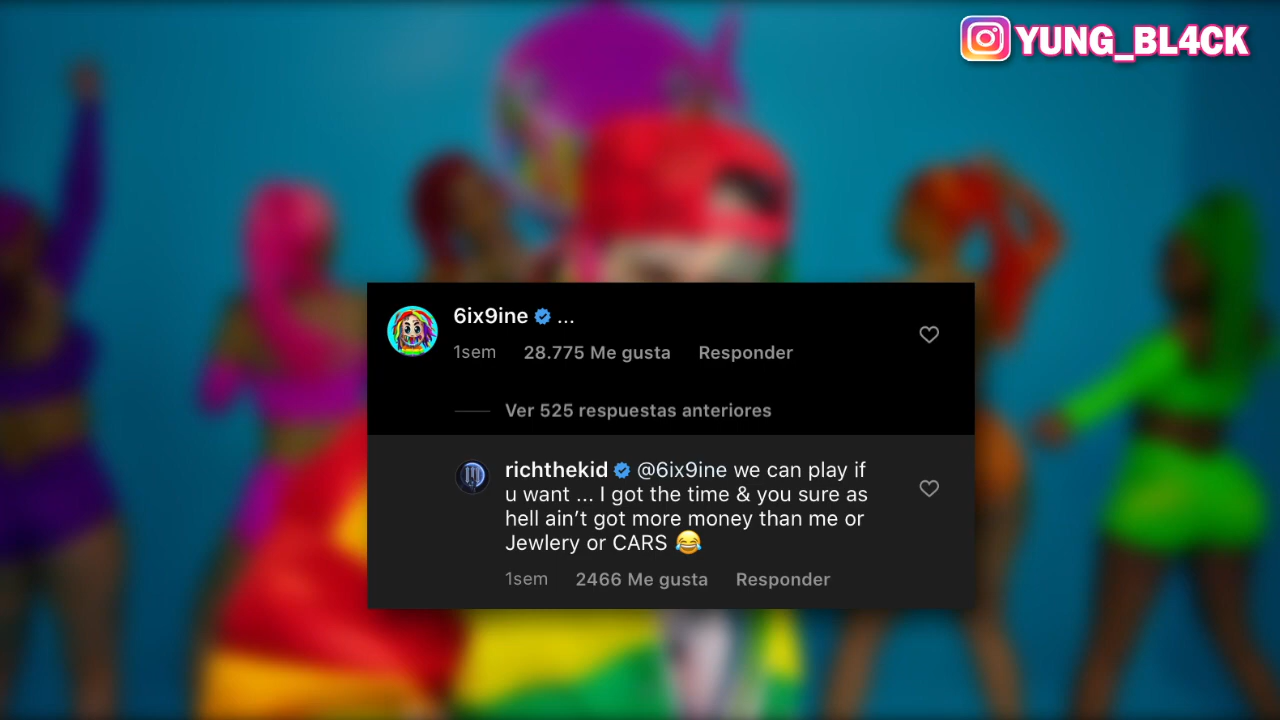 YUNG_BL4CK
6ix9ine ...
1sem 28.775 Me gusta Responder
Ver 525 respuestas anteriores
richthekid @6ix9ine we can play if
u want ... I got the time & you sure as
hell ain’t got more money than me or
Jewlery or CARS 😂
1sem 2466 Me gusta Responder